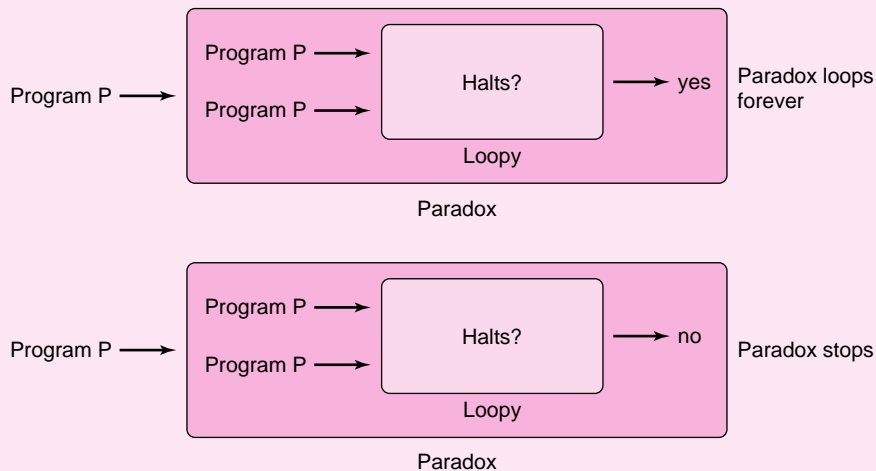 Program P
Program P
Program P
Halts?
yes
Loopy
Paradox loops
forever
Paradox
Program P
Program P
Program P
Halts?
no
Loopy
Paradox stops
Paradox